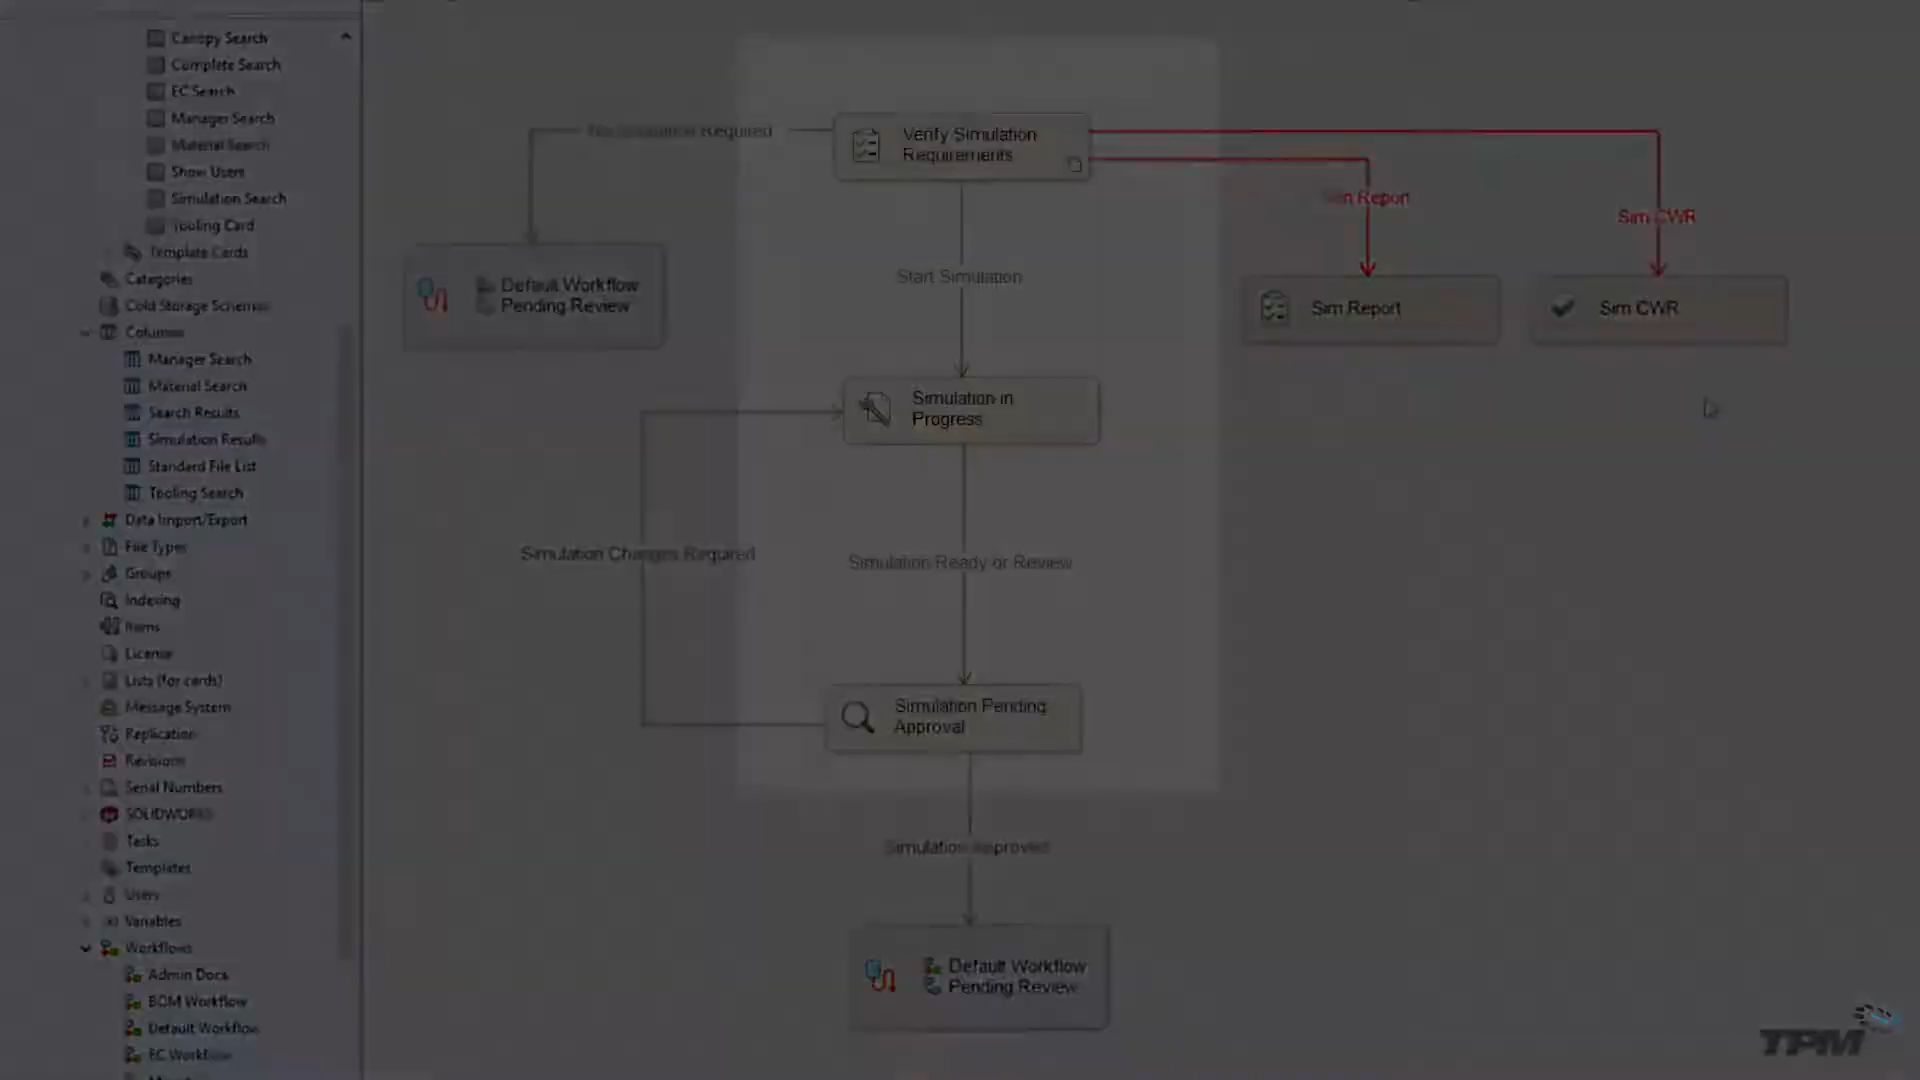 Canopy Search
Complete Search
EC Search
Manager Search
Material Search
Show Users
Simulation Search
Tooling Card
Template Cards
Categories
Cold Storage Schemas
Columns
Manager Search
Material Search
Search Results
Simulation Results
Standard File List
Tooling Search
Data Import/Export
File Types
Groups
Indexing
Items
License
Lists (for cards)
Message System
Replication
Revisions
Serial Numbers
SOLIDWORKS
Tasks
Templates
Users
Variables
Workflows
Admin Docs
BOM Workflow
Default Workflow
EC Workflow
No Simulation Required
Verify Simulation
Requirements
Sim Report
Sim CWR
Default Workflow
Pending Review
Start Simulation
Sim Report
Sim CWR
Simulation in
Progress
Simulation Changes Required
Simulation Ready or Review
Simulation Pending
Approval
Simulation Approved
Default Workflow
Pending Review
TPM